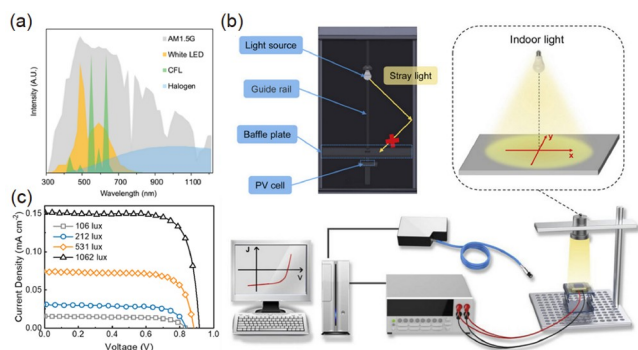 (a)
AM1.5G
White LED
CFL
Halogen
Intensity (A.U.)
300 500 700 900 1100
Wavelength (nm)
(b)
Light source
Guide rail
Baffle plate
PV cell
Stray light
Indoor light
y
x
(c)
Current Density (mA cm-2)
0.15
0.10
0.05
0.00
106 lux
212 lux
531 lux
1062 lux
0.0 0.2 0.4 0.6 0.8 1.0
Voltage (V)
J
V